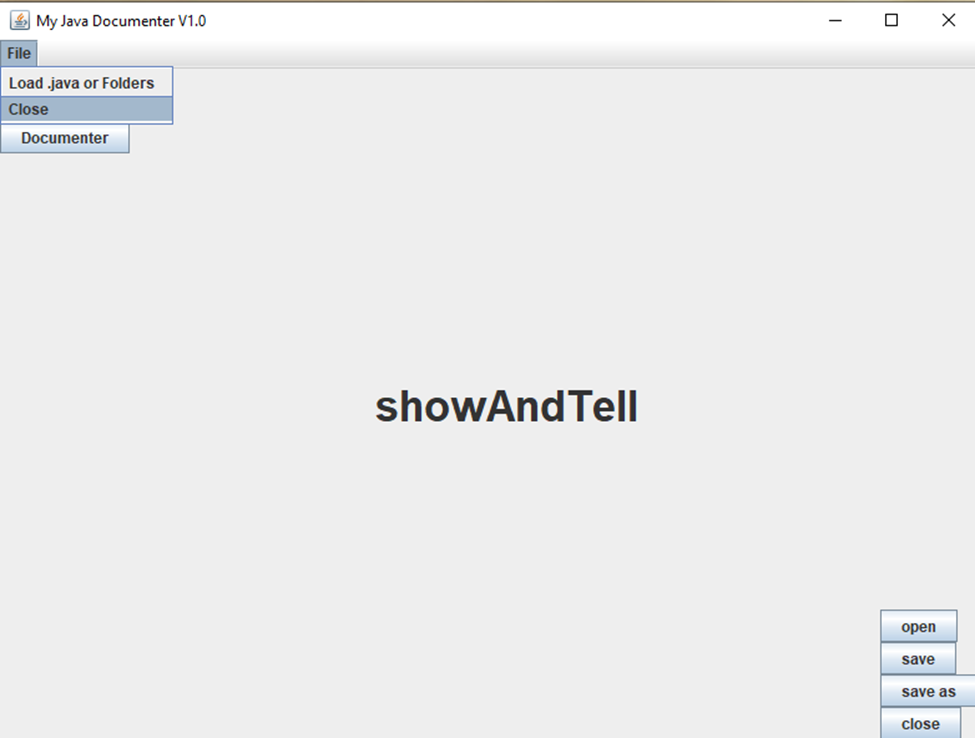 My Java Documenter V1.0
File
Load .java or Folders
Close
Documenter
showAndTell
open
save
save as
close